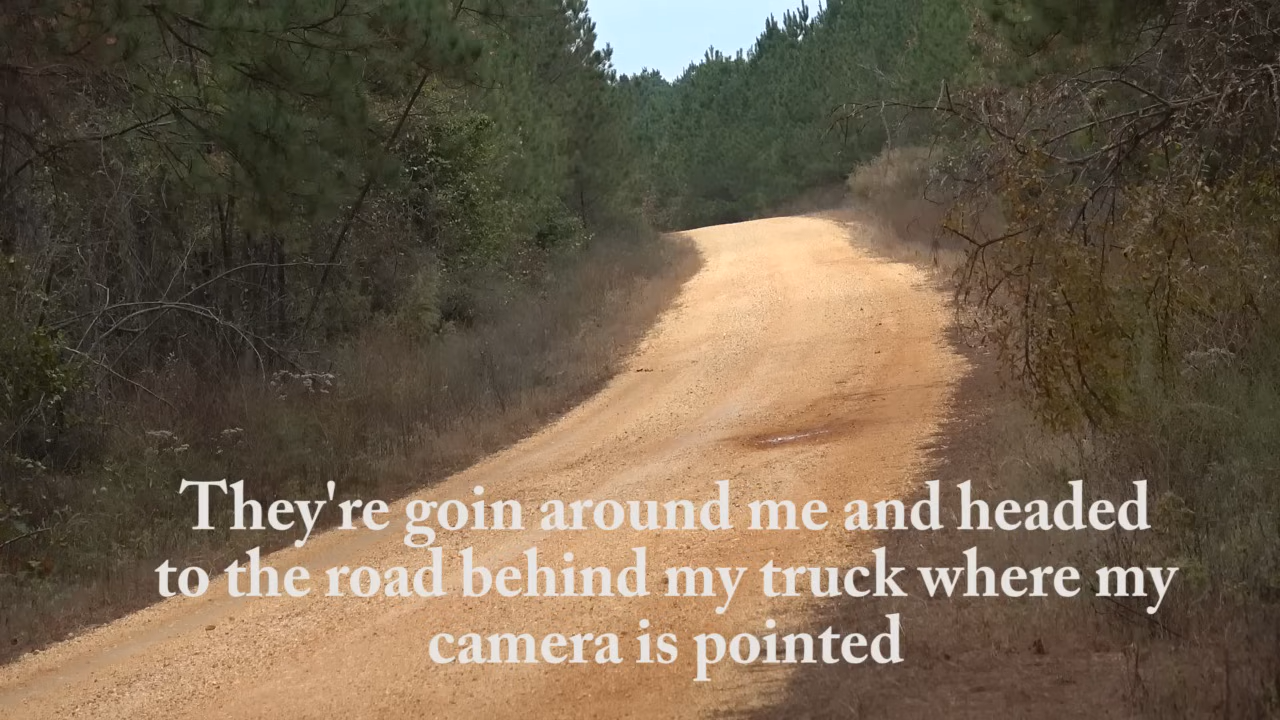 They're goin around me and headed
to the road behind my truck where my
camera is pointed